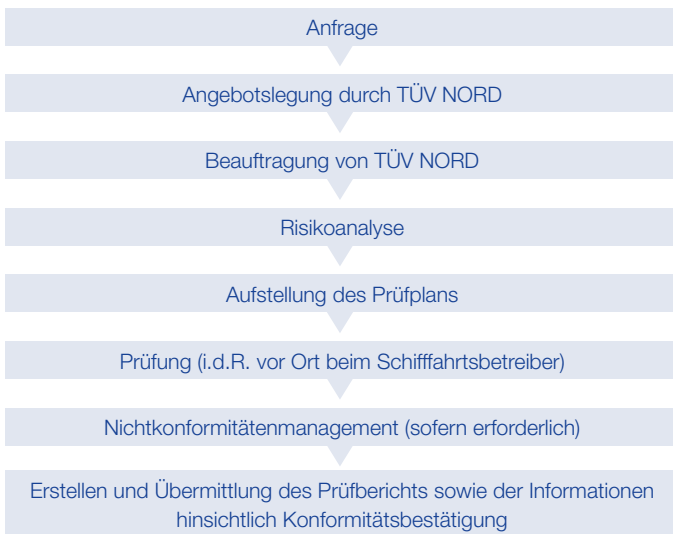 Anfrage
Angebotslegung durch TÜV NORD
Beauftragung von TÜV NORD
Risikoanalyse
Aufstellung des Prüfplans
Prüfung (i.d.R. vor Ort beim Schifffahrtsbetreiber)
Nichtkonformitätenmanagement (sofern erforderlich)
Erstellen und Übermittlung des Prüfberichts sowie der Informationen
hinsichtlich Konformitätsbestätigung